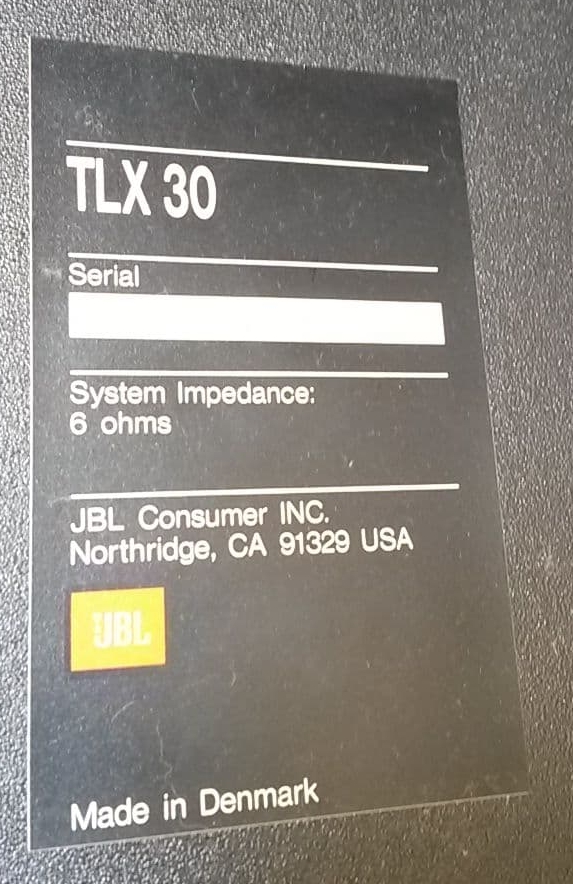 TLX 30
Serial
System Impedance:
6 ohms
JBL Consumer INC.
Northridge, CA 91329 USA
JBL
Made in Denmark